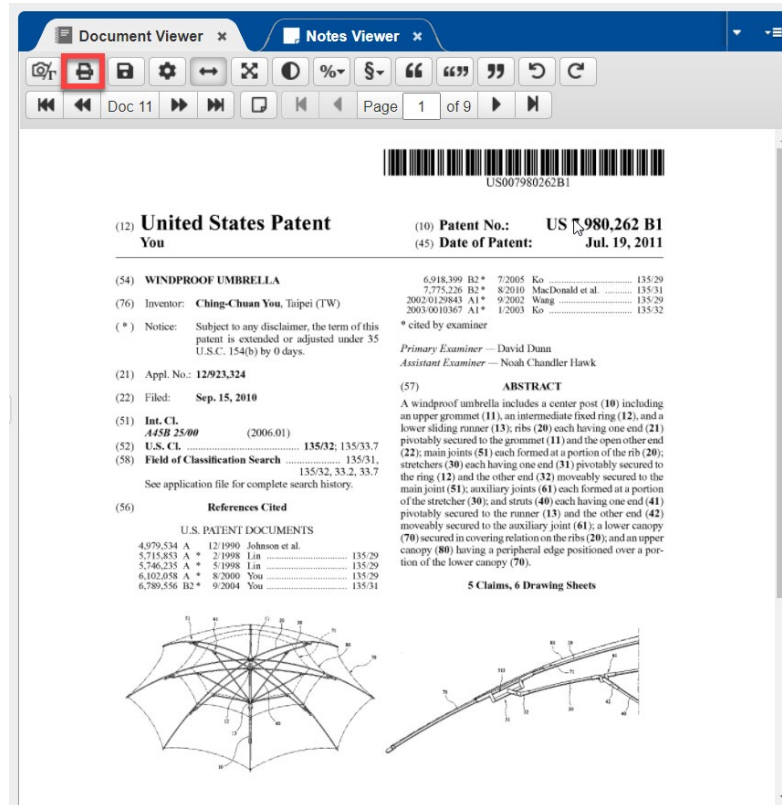 Document Viewer ×
Notes Viewer ×
Doc 11
Page 1 of 9
US007980262B1
(12) United States Patent
You
(10) Patent No.: US 980,262 B1
(45) Date of Patent: Jul. 19, 2011
(54) WINDPROOF UMBRELLA
(76) Inventor: Ching-Chuan You, Taipei (TW)
( * ) Notice: Subject to any disclaimer, the term of this
patent is extended or adjusted under 35
U.S.C. 154(b) by 0 days.
(21) Appl. No.: 12/923,324
(22) Filed: Sep. 15, 2010
(51) Int. Cl.
A45B 25/00 (2006.01)
(52) U.S. Cl. ........................ 135/32; 135/33.7
(58) Field of Classification Search .................. 135/31,
135/32, 33.2, 33.7
See application file for complete search history.
(56) References Cited
U.S. PATENT DOCUMENTS
4,979,534 A 12/1990 Johnson et al.
5,715,853 A * 2/1998 Lin ........................ 135/29
5,746,235 A * 5/1998 Lin ........................ 135/29
6,102,058 A * 8/2000 You ........................ 135/29
6,789,556 B2 * 9/2004 You ........................ 135/31
6,918,399 B2 * 7/2005 Ko ........................ 135/29
7,775,226 B2 * 8/2010 MacDonald et al. ......... 135/31
2002/0129843 A1 * 9/2002 Wang ........................ 135/29
2003/0010367 A1 * 1/2003 Ko ........................ 135/32
* cited by examiner
Primary Examiner — David Dunn
Assistant Examiner — Noah Chandler Hawk
(57) ABSTRACT
A windproof umbrella includes a center post (10) including
an upper grommet (11), an intermediate fixed ring (12), and a
lower sliding runner (13); ribs (20) each having one end (21)
pivotably secured to the grommet (11) and the open other end
(22); main joints (51) each formed at a portion of the rib (20);
stretchers (30) each having one end (31) pivotably secured to
the ring (12) and the other end (32) moveably secured to the
main joint (51); auxiliary joints (61) each formed at a portion
of the stretcher (30); and struts (40) each having one end (41)
pivotably secured to the runner (13) and the other end (42)
moveably secured to the auxiliary joint (61); a lower canopy
(70) secured in covering relation on the ribs (20); and an upper
canopy (80) having a peripheral edge positioned over a por-
tion of the lower canopy (70).
5 Claims, 6 Drawing Sheets